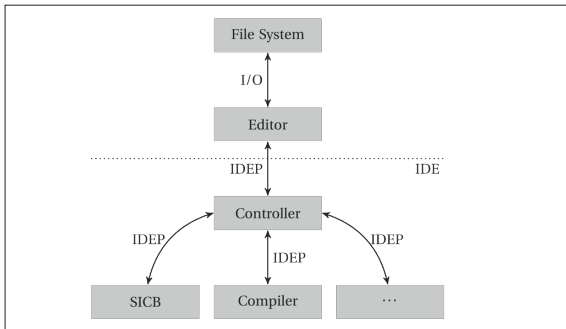 File System
I/O
Editor
IDEP IDE
Controller
IDEP IDEP IDEP
SICB Compiler ...